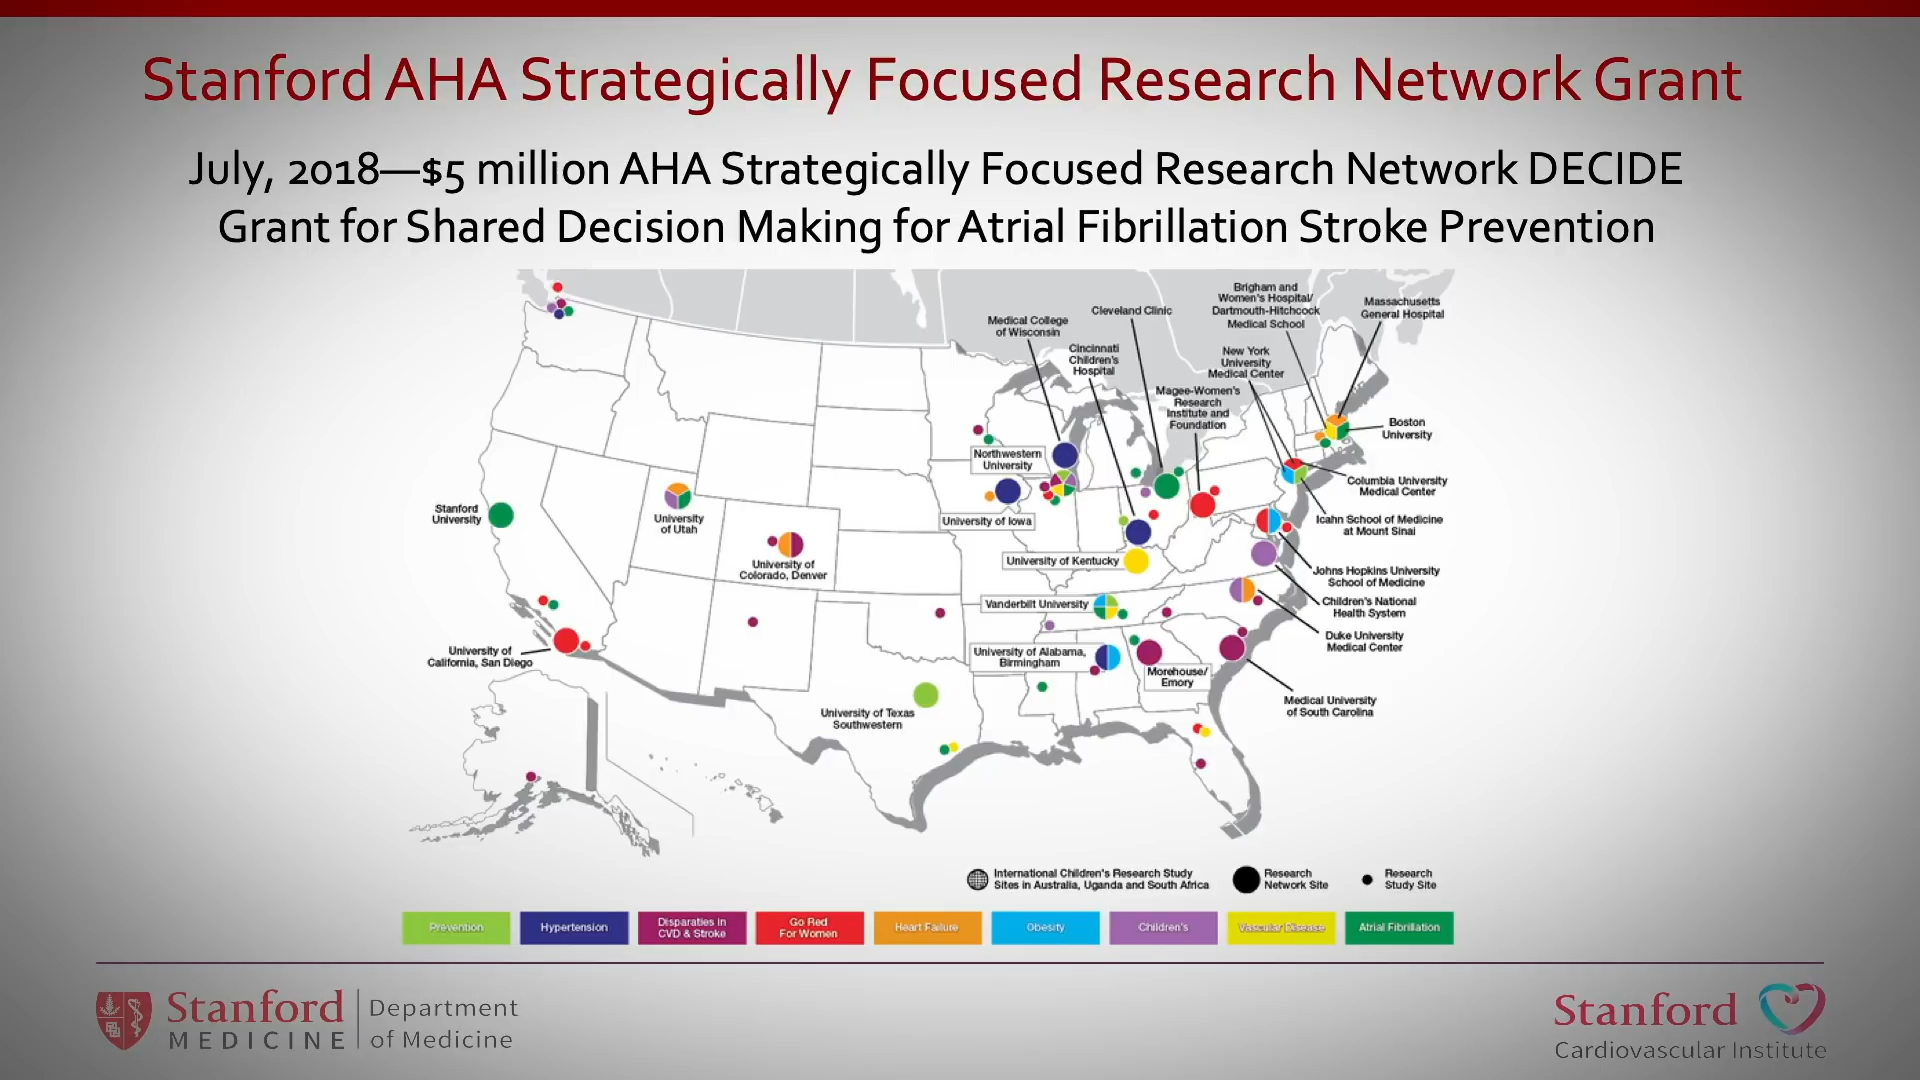 Stanford AHA Strategically Focused Research Network Grant
July, 2018—$5 million AHA Strategically Focused Research Network DECIDE
Grant for Shared Decision Making for Atrial Fibrillation Stroke Prevention
Brigham and
Women's Hospital/
Dartmouth-Hitchcock
Medical School
Massachusetts
General Hospital
Cleveland Clinic
Medical College
of Wisconsin
Cincinnati
Children's
Hospital
New York
University
Medical Center
Magee-Women's
Research
Institute and
Foundation
Boston
University
Northwestern
University
Columbia University
Medical Center
Stanford
University
University
of Utah
University of Iowa
Icahn School of Medicine
at Mount Sinai
University of
Colorado, Denver
University of Kentucky
Johns Hopkins University
School of Medicine
Vanderbilt University
Children's National
Health System
Duke University
Medical Center
University of
California, San Diego
University of Alabama,
Birmingham
Morehouse/
Emory
Medical University
of South Carolina
University of Texas
Southwestern
International Children's Research Study
Sites in Australia, Uganda and South Africa
Research
Network Site
Research
Study Site
Prevention
Hypertension
Disparaties in
CVD & Stroke
Go Red
For Women
Heart Failure
Obesity
Children's
Vascular Disease
Atrial Fibrillation
Stanford
MEDICINE
Department
of Medicine
Stanford
Cardiovascular Institute